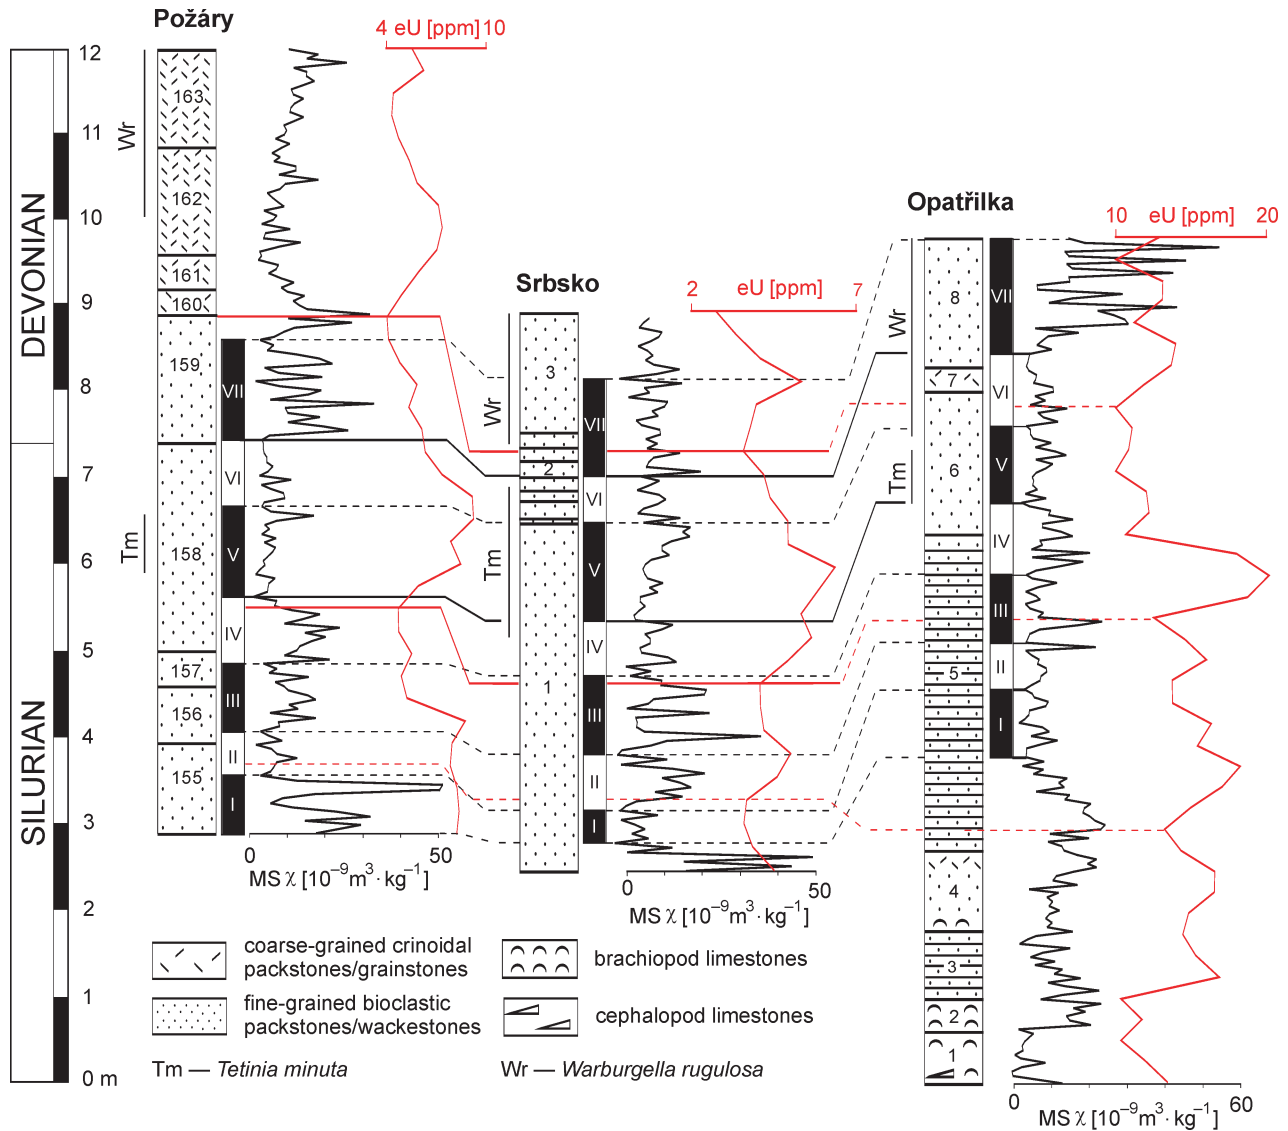 Požáry
4 eU [ppm] 10
12
11
10
9
8
7
6
5
4
3
2
1
0 m
DEVONIAN
SILURIAN
Wr
Tm
163
162
161
160
159
158
157
156
155
VII
VI
V
IV
III
II
I
0 50
MS χ [10⁻⁹m³·kg⁻¹]
Srbsko
2 eU [ppm] 7
Wr
Tm
3
2
1
VII
VI
V
IV
III
II
I
0 50
MS χ [10⁻⁹m³·kg⁻¹]
Opatřilka
10 eU [ppm] 20
Wr
Tm
8
7
6
5
4
3
2
1
VII
VI
V
IV
III
II
I
0 60
MS χ [10⁻⁹m³·kg⁻¹]
coarse-grained crinoidal
packstones/grainstones
fine-grained bioclastic
packstones/wackestones
brachiopod limestones
cephalopod limestones
Tm — Tetinia minuta
Wr — Warburgella rugulosa